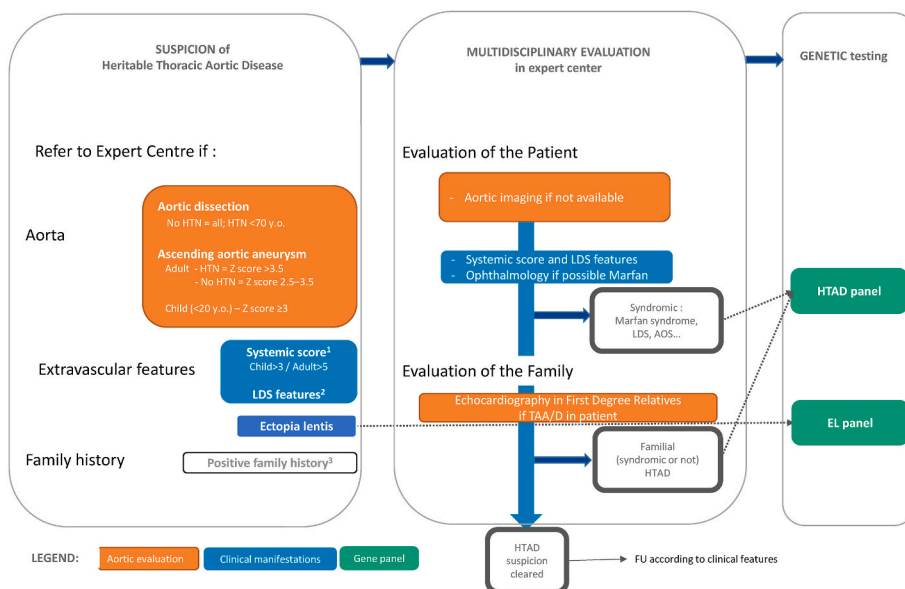 SUSPICION of
Heritable Thoracic Aortic Disease
MULTIDISCIPLINARY EVALUATION
in expert center
GENETIC testing
Refer to Expert Centre if :
Aorta
Aortic dissection
No HTN = all; HTN <70 y.o.
Ascending aortic aneurysm
Adult - HTN = Z score >3.5
- No HTN = Z score 2.5–3.5
Child (<20 y.o.) – Z score ≥3
Extravascular features
Systemic score1
Child>3 / Adult>5
LDS features2
Ectopia lentis
Family history
Positive family history3
Evaluation of the Patient
- Aortic imaging if not available
- Systemic score and LDS features
- Ophthalmology if possible Marfan
Syndromic :
Marfan syndrome,
LDS, AOS...
Evaluation of the Family
Echocardiography in First Degree Relatives
if TAA/D in patient
Familial
(syndromic or not)
HTAD
HTAD panel
EL panel
HTAD
suspicion
cleared
FU according to clinical features
LEGEND:
Aortic evaluation
Clinical manifestations
Gene panel